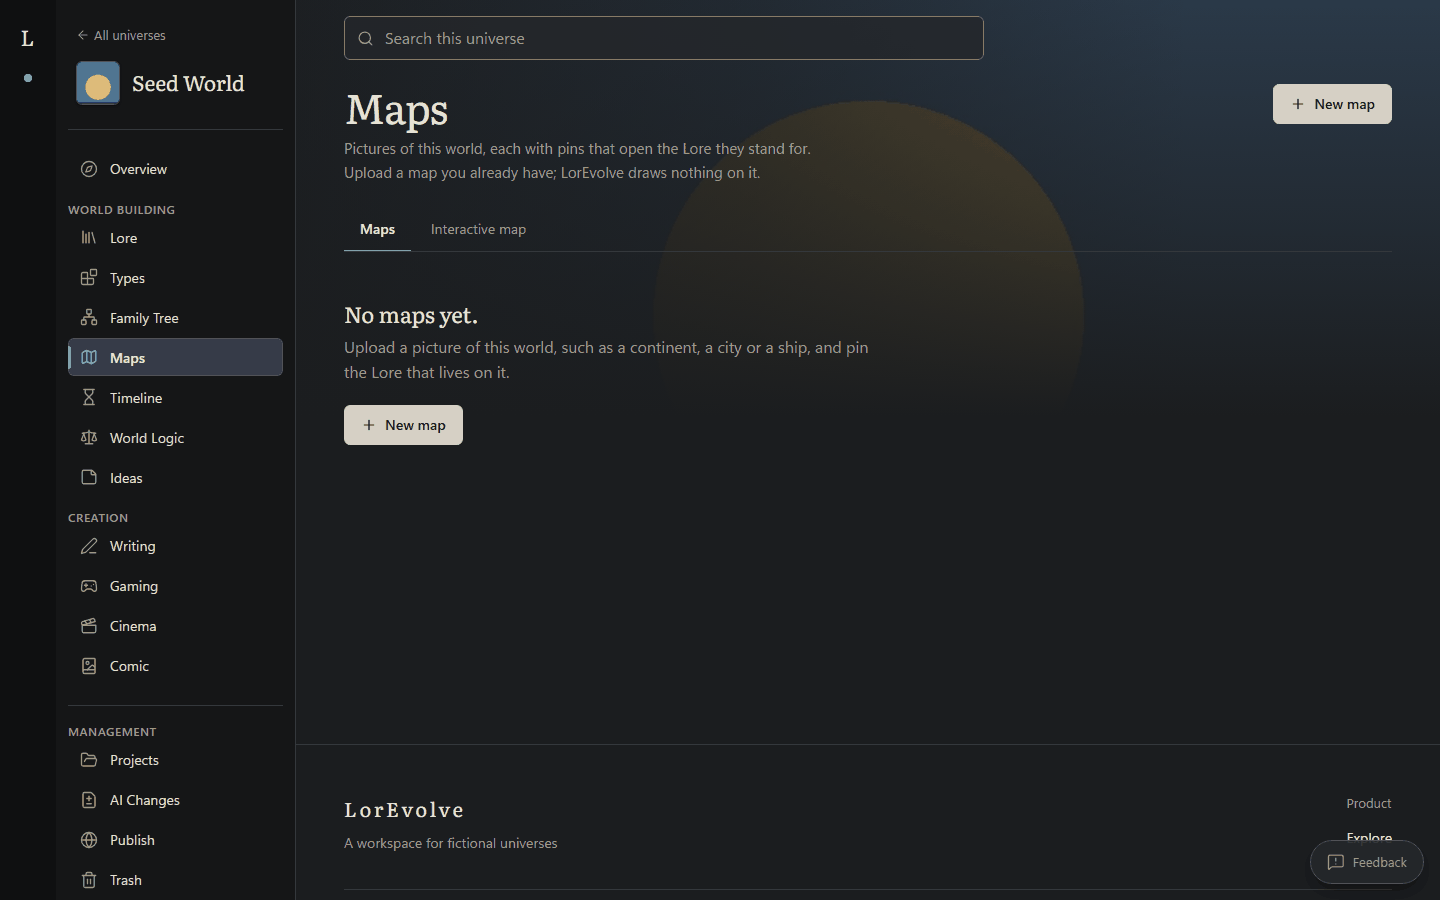 L
All universes
Seed World
Overview
WORLD BUILDING
Lore
Types
Family Tree
Maps
Timeline
World Logic
Ideas
CREATION
Writing
Gaming
Cinema
Comic
MANAGEMENT
Projects
AI Changes
Publish
Trash
Search this universe
Maps
New map
Pictures of this world, each with pins that open the Lore they stand for.
Upload a map you already have; LorEvolve draws nothing on it.
Maps
Interactive map
No maps yet.
Upload a picture of this world, such as a continent, a city or a ship, and pin
the Lore that lives on it.
New map
LorEvolve
A workspace for fictional universes
Product
Explore
Feedback